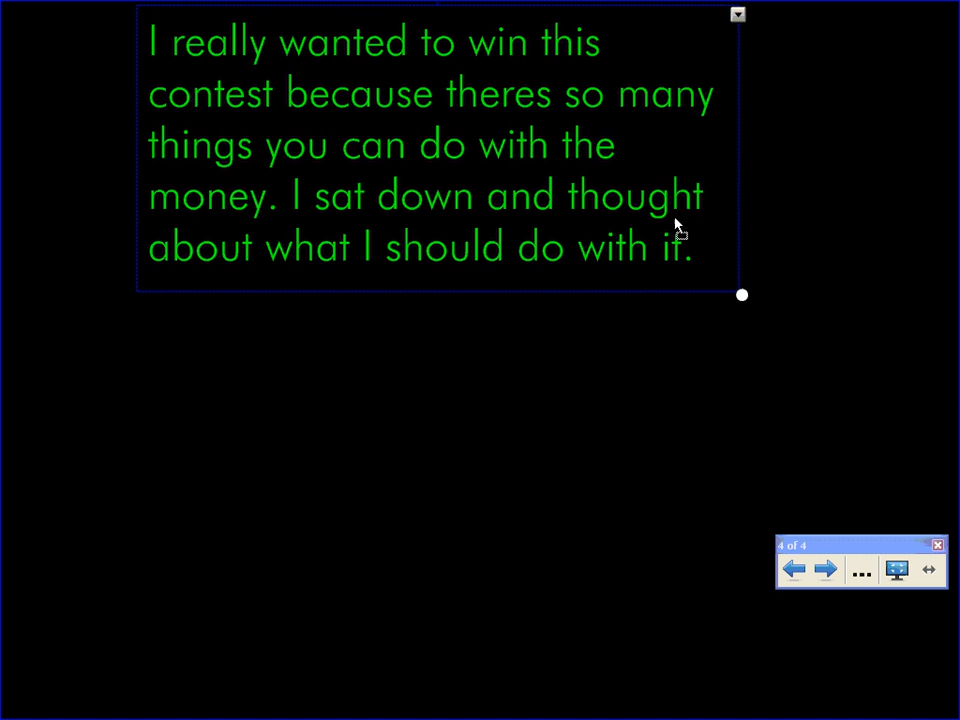 I really wanted to win this
contest because theres so many
things you can do with the
money. I sat down and thought
about what I should do with it.
4 of 4